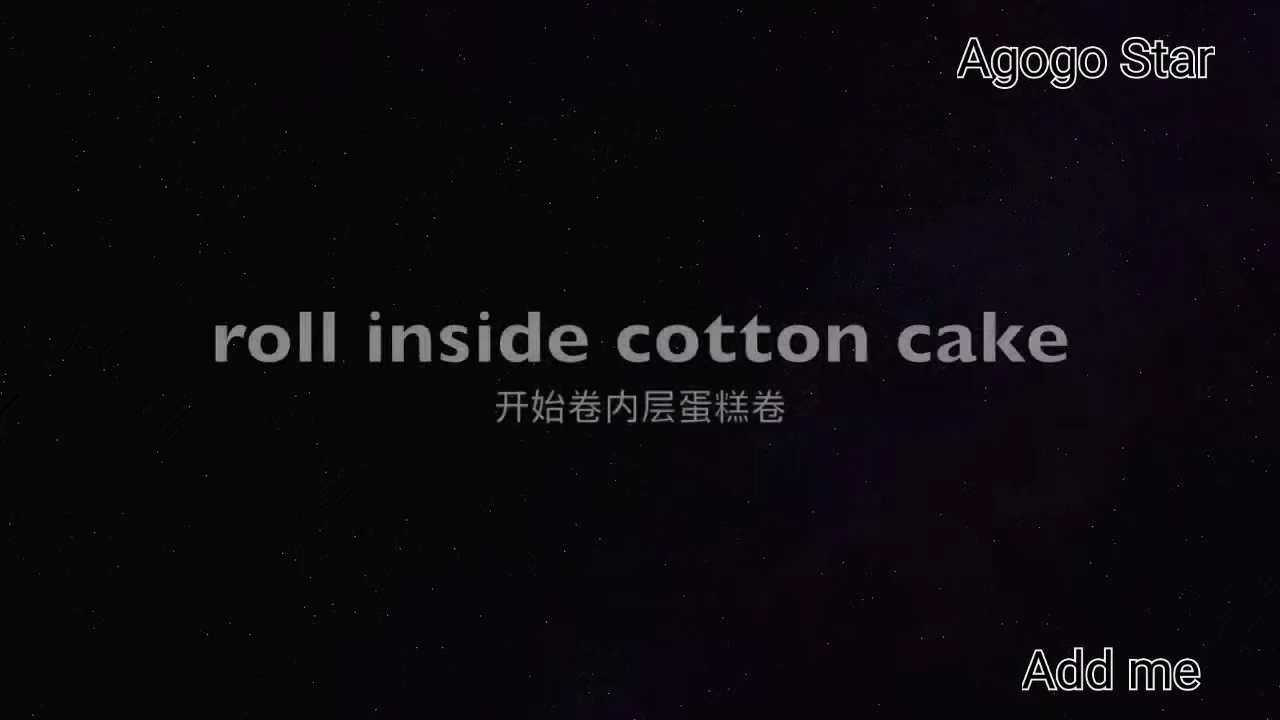 Agogo Star
roll inside cotton cake
开始卷内层蛋糕卷
Add me